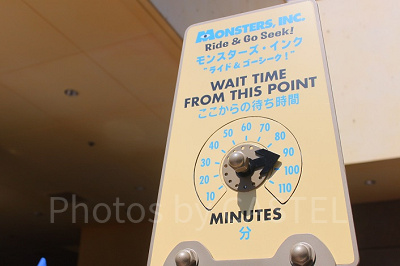 MONSTERS, INC.
Ride & Go Seek!
モンスターズ・インク
"ライド&ゴーシーク!"
WAIT TIME
FROM THIS POINT
ここからの待ち時間
10 20 30 40 50 60 70 80 90 100 110
MINUTES
分
Photos by CASTEL